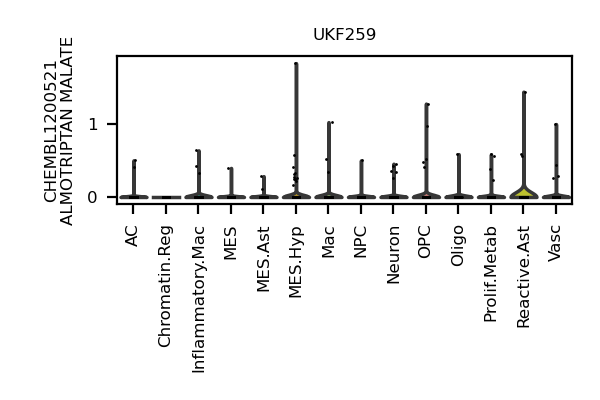 UKF259
CHEMBL1200521
ALMOTRIPTAN MALATE
1
0
AC
Chromatin.Reg
Inflammatory.Mac
MES
MES.Ast
MES.Hyp
Mac
NPC
Neuron
OPC
Oligo
Prolif.Metab
Reactive.Ast
Vasc